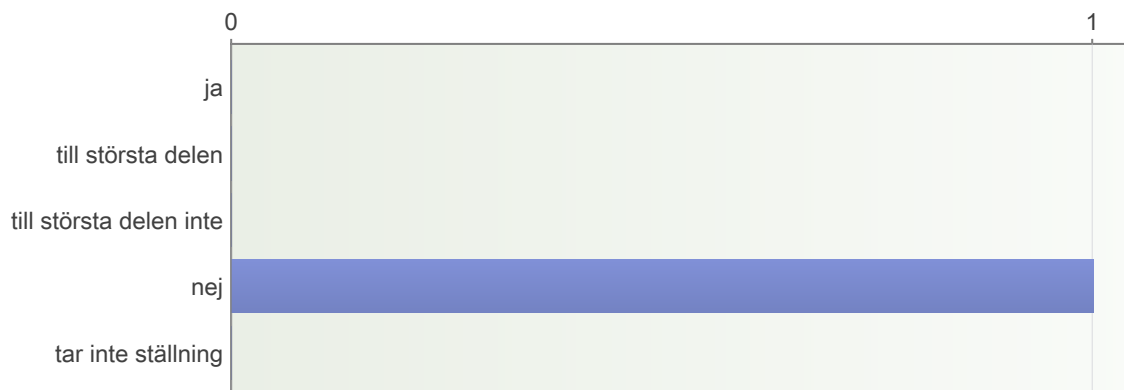 0 1
ja
till största delen
till största delen inte
nej
tar inte ställning